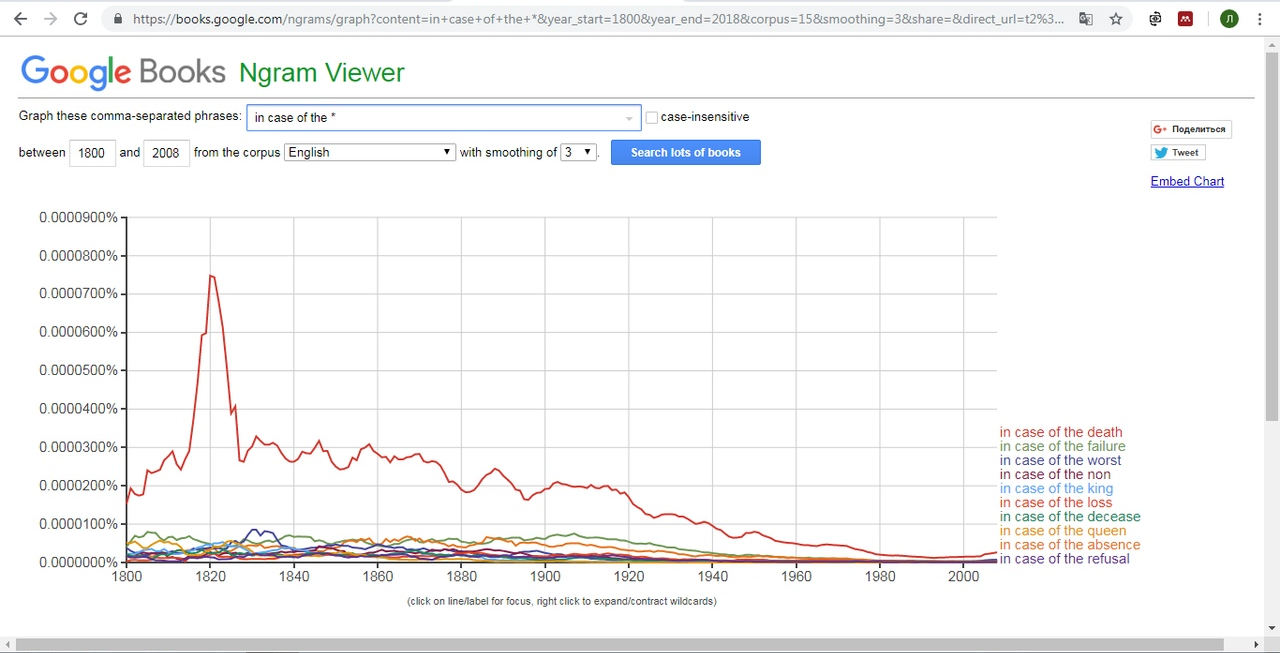 https://books.google.com/ngrams/graph?content=in+case+of+the+*&year_start=1800&year_end=2018&corpus=15&smoothing=3&share=&direct_url=t2%3...
Л
Google Books Ngram Viewer
Graph these comma-separated phrases: in case of the * case-insensitive
between 1800 and 2008 from the corpus English with smoothing of 3 . Search lots of books
G+ Поделиться
Tweet
Embed Chart
0.0000900%
0.0000800%
0.0000700%
0.0000600%
0.0000500%
0.0000400%
0.0000300%
0.0000200%
0.0000100%
0.0000000%
1800 1820 1840 1860 1880 1900 1920 1940 1960 1980 2000
in case of the death
in case of the failure
in case of the worst
in case of the non
in case of the king
in case of the loss
in case of the decease
in case of the queen
in case of the absence
in case of the refusal
(click on line/label for focus, right click to expand/contract wildcards)